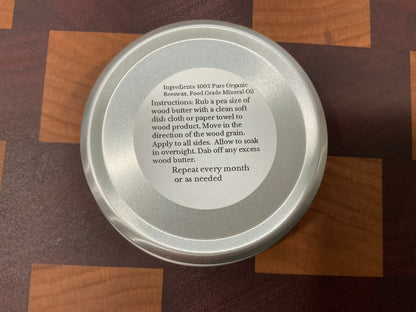 Ingredients: 100% Pure Organic
Beeswax, Food Grade Mineral Oil
Instructions: Rub a pea size of
wood butter with a clean soft
dish cloth or paper towel to
wood product. Move in the
direction of the wood grain.
Apply to all sides. Allow to soak
in overnight. Dab off any excess
wood butter.
Repeat every month
or as needed